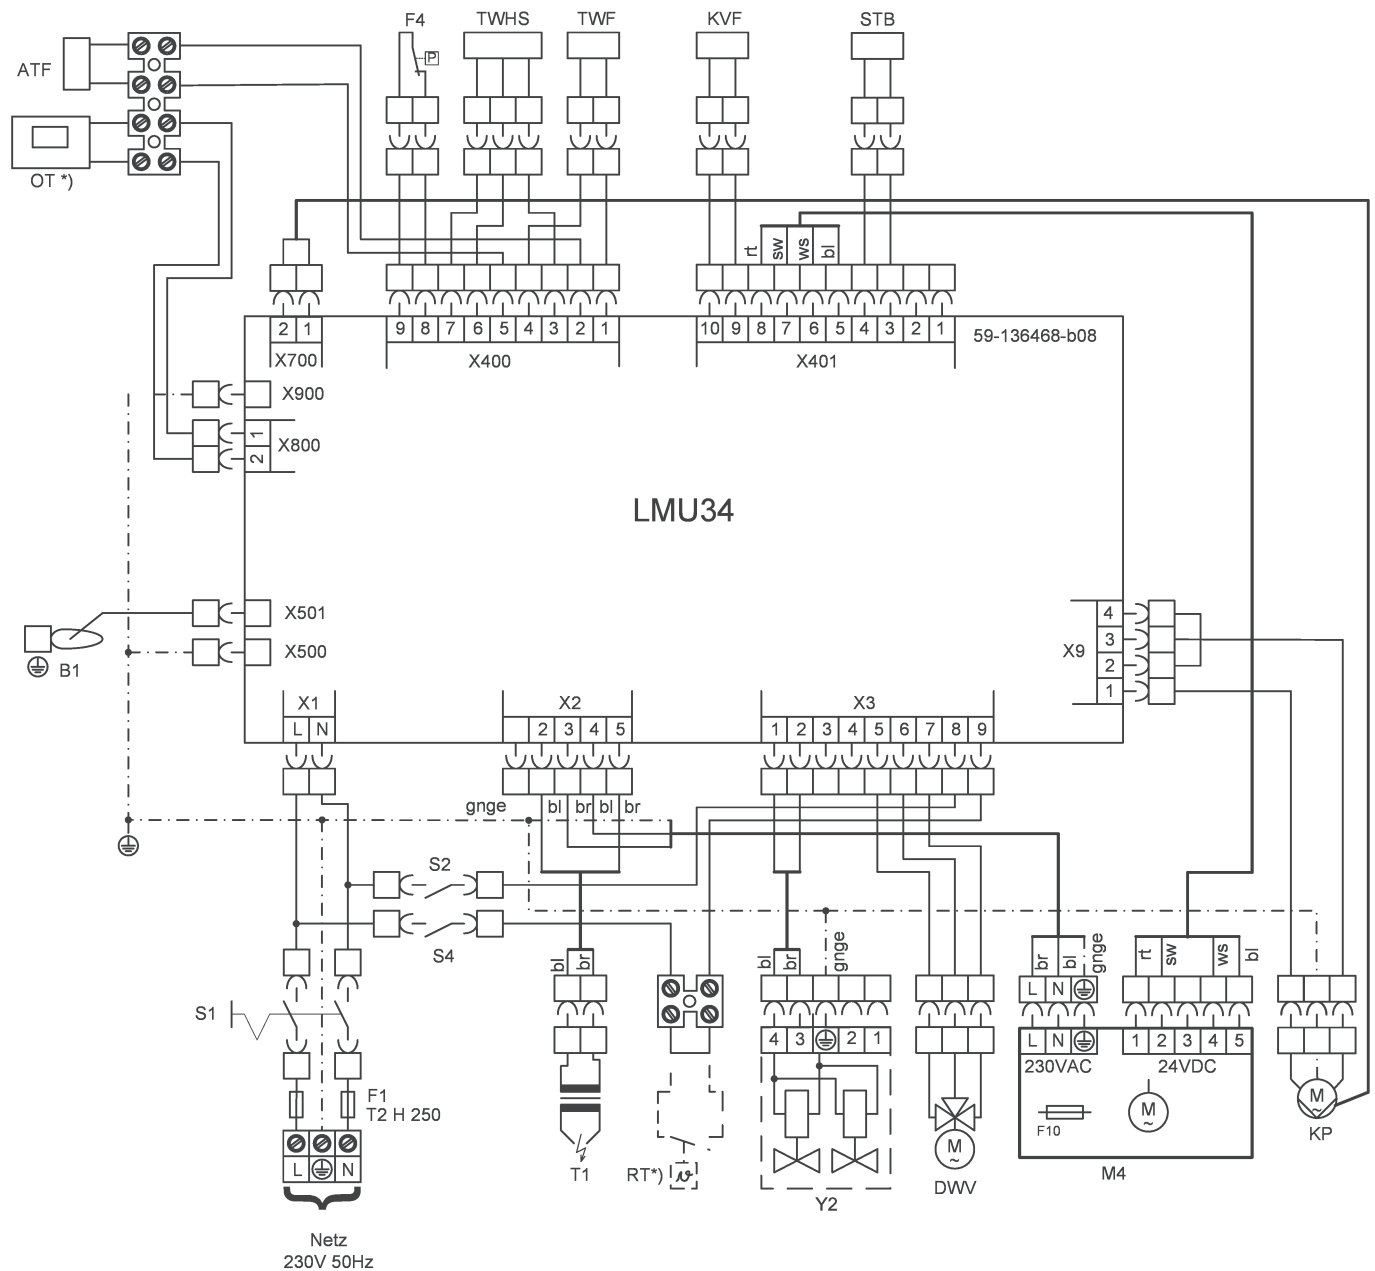 F4 TWHS TWF KVF STB
P
ATF
OT *)
rt sw ws bl
2 1
9 8 7 6 5 4 3 2 1
10 9 8 7 6 5 4 3 2 1
59-136468-b08
X700
X400
X401
X900
1
X800
2
LMU34
X501
X500
B1
4
3
X9
2
1
X1
X2
X3
L N
2 3 4 5
1 2 3 4 5 6 7 8 9
gnge bl br bl br
S2
S4
bl br
bl br gnge
br bl gnge
rt sw ws bl
S1
L N
4 3 2 1
L N
1 2 3 4 5
230VAC
24VDC
F1
T2 H 250
M
~
F10
M
~
M
~
KP
L N
T1
RT*)
DWV
M4
Y2
Netz
230V 50Hz